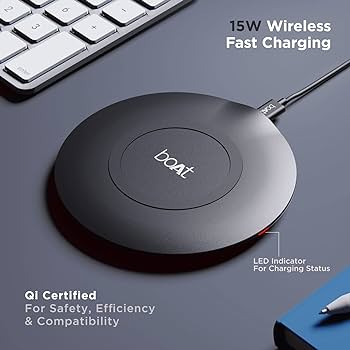 15W Wireless
Fast Charging
boAt
boAt
LED Indicator
For Charging Status
Qi Certified
For Safety, Efficiency
& Compatibility